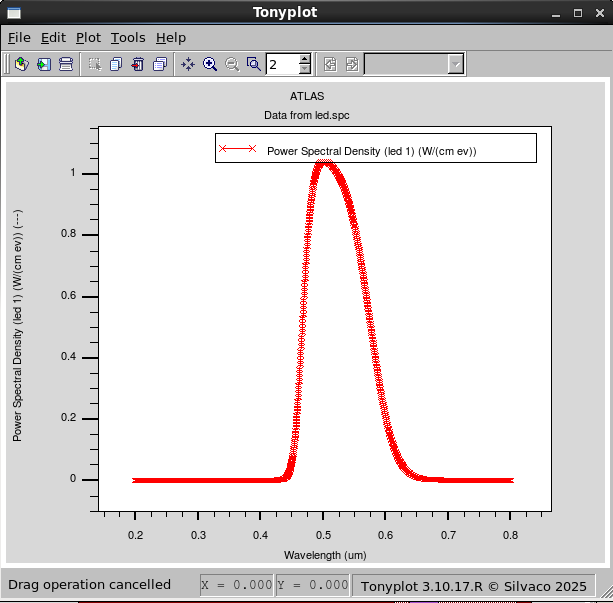 Tonyplot
File Edit Plot Tools Help
2
ATLAS
Data from led.spc
Power Spectral Density (led 1) (W/(cm ev))
Power Spectral Density (led 1) (W/(cm ev)) (---)
1
0.8
0.6
0.4
0.2
0
0.2 0.3 0.4 0.5 0.6 0.7 0.8
Wavelength (um)
Drag operation cancelled X = 0.000 Y = 0.000 Tonyplot 3.10.17.R © Silvaco 2025